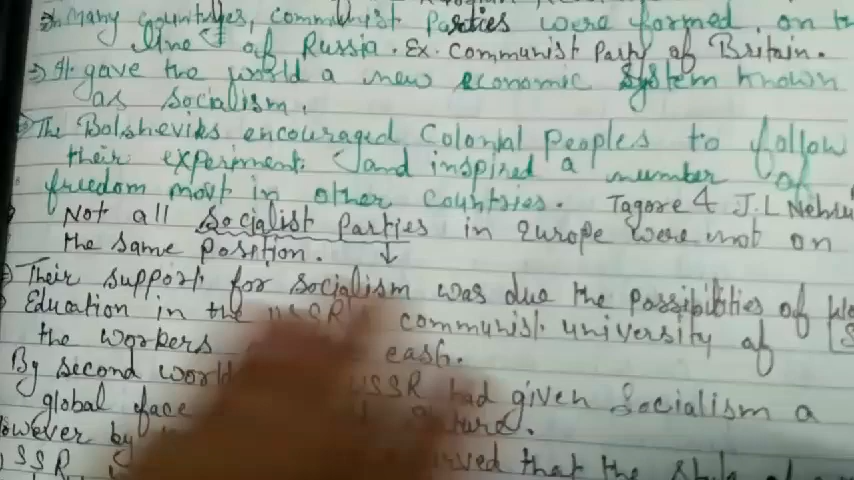 Many countries, communist parties were formed, on th
line of of Russia. Ex. Communist Party of Britain.
⇒ It gave the world a new economic system known
as socialism.
⇒ The Bolsheviks encouraged colonial peoples to follow
their experiment. and inspired a number of
freedom movt in other countries. Tagore & J.L Nehru
Not all Socialist Parties in Europe were not on
the same position. ↓
Their support for socialism was due the possibilities of
Education in the USSR communist university of
the workers east.
By second world USSR had given socialism a
global face
However by
USSR that the